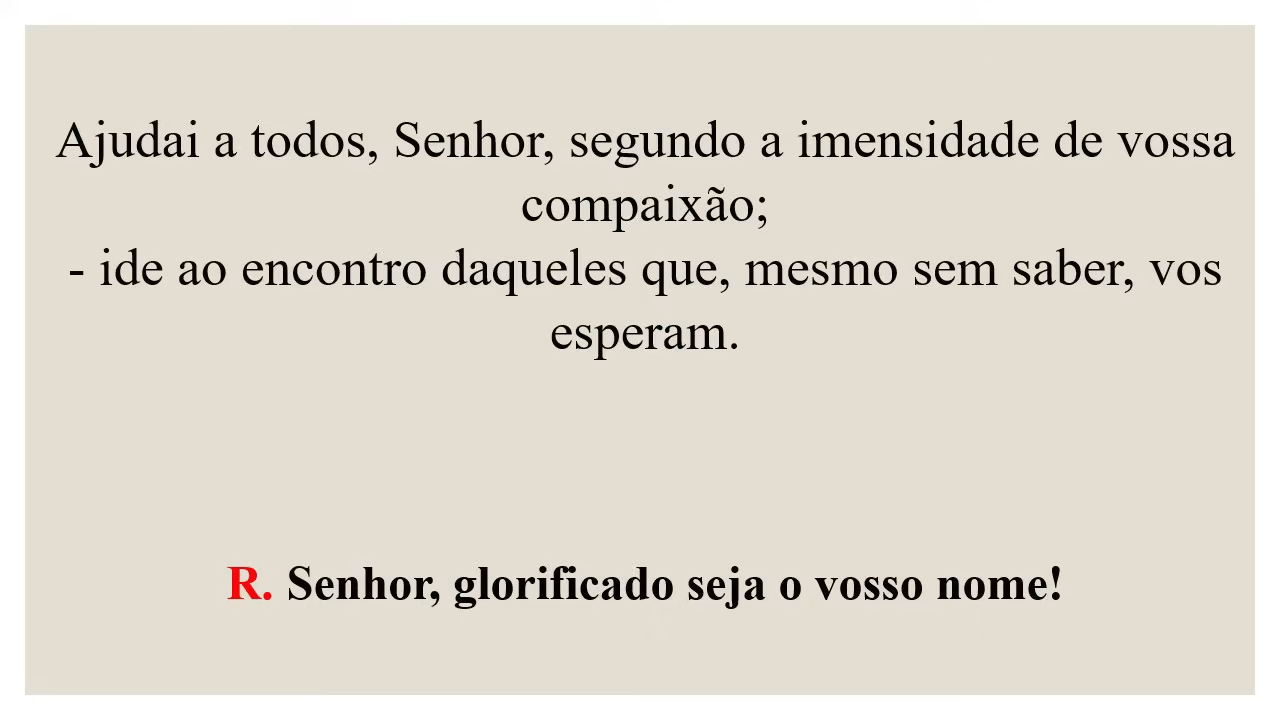 Ajudai a todos, Senhor, segundo a imensidade de vossa
compaixão;
- ide ao encontro daqueles que, mesmo sem saber, vos
esperam.
R. Senhor, glorificado seja o vosso nome!